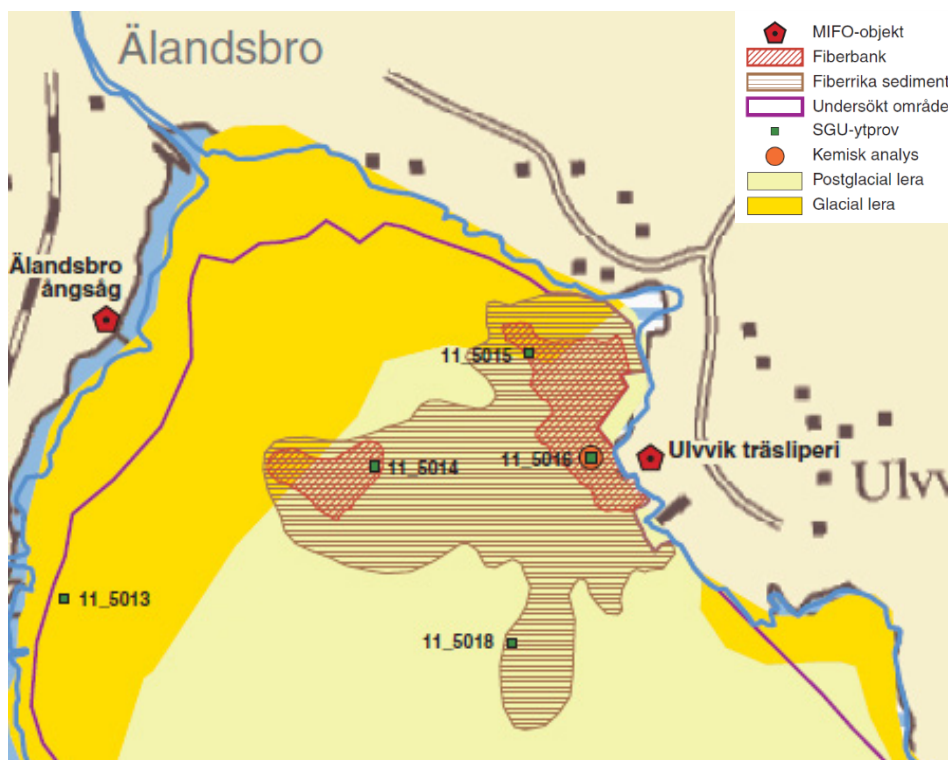 Älandsbro
MIFO-objekt
Fiberbank
Fiberrika sediment
Undersökt område
SGU-ytprov
Kemisk analys
Postglacial lera
Glacial lera
Älandsbro
ångsåg
11_5015
11_5014
11_5016
Ulvvik träsliperi
Ulvv
11_5013
11_5018